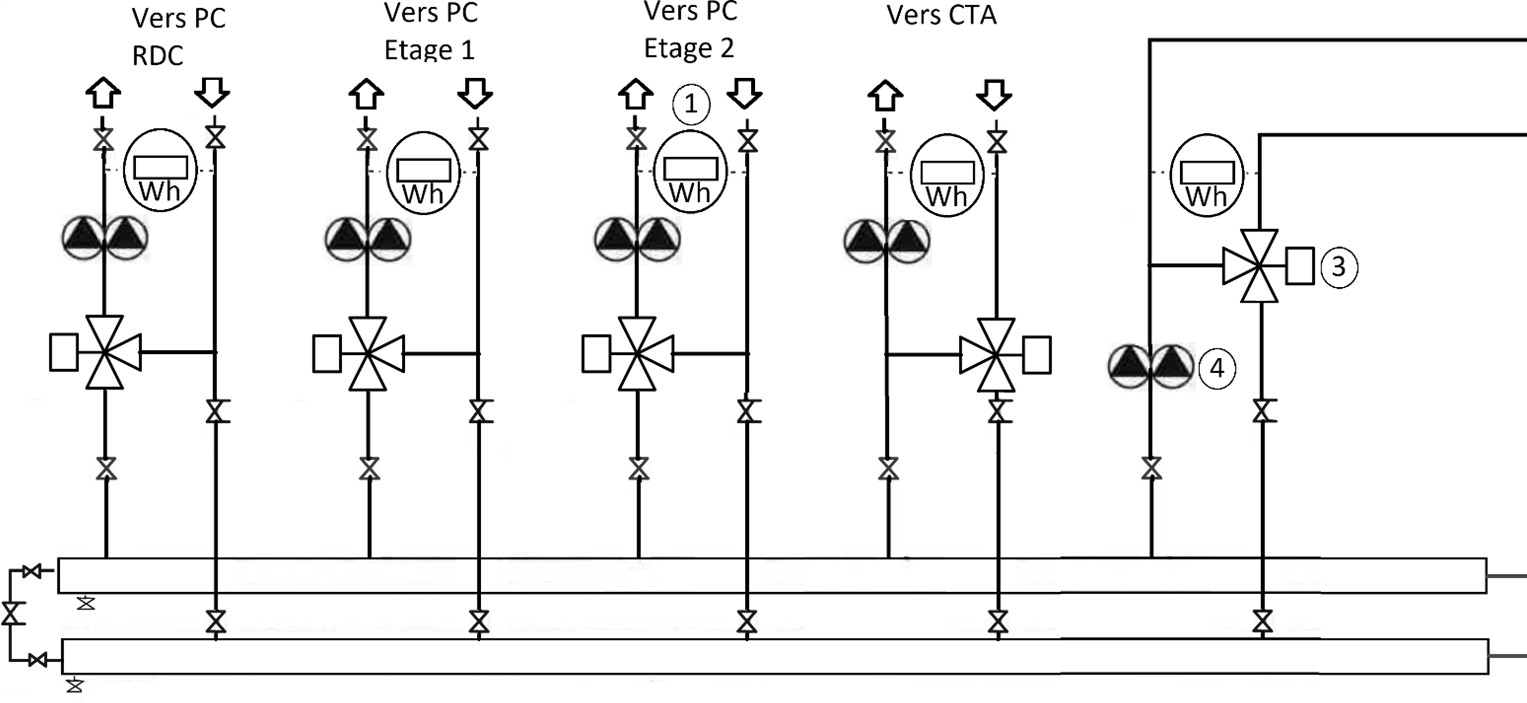 Vers PC
RDC
Vers PC
Etage 1
Vers PC
Etage 2
Vers CTA
1
Wh
Wh
Wh
Wh
Wh
3
4